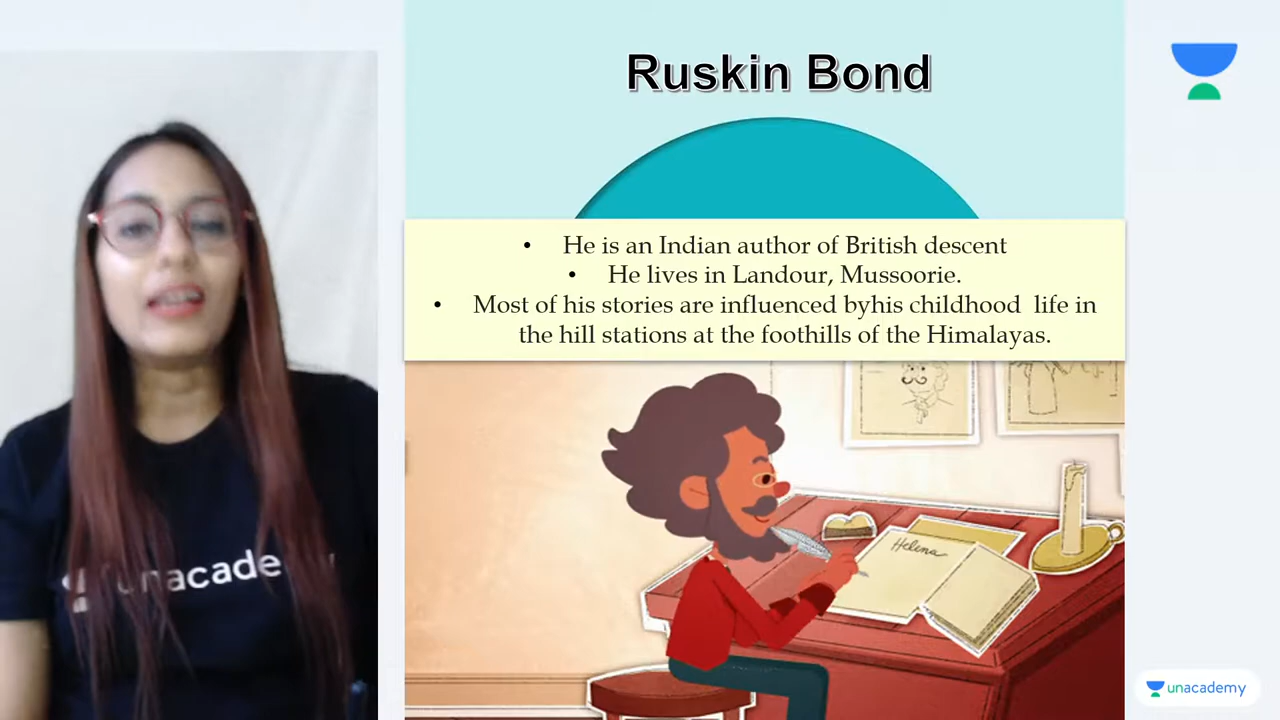 Ruskin Bond
• He is an Indian author of British descent
• He lives in Landour, Mussoorie.
• Most of his stories are influenced byhis childhood life in
the hill stations at the foothills of the Himalayas.
Helena
unacade
unacademy